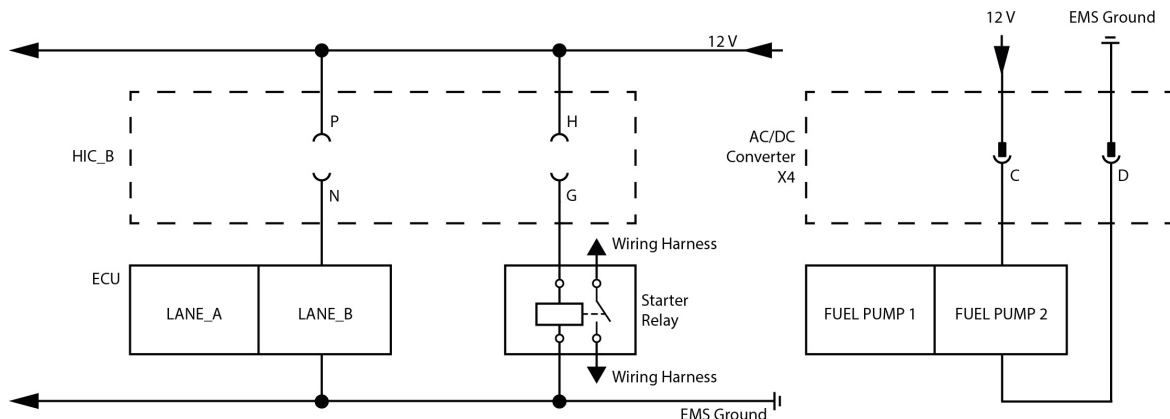 12 V
EMS Ground
12 V
P
H
HIC_B
AC/DC
Converter
X4
N
G
C
D
Wiring Harness
ECU
LANE_A
LANE_B
Starter
Relay
FUEL PUMP 1
FUEL PUMP 2
Wiring Harness
EMS Ground